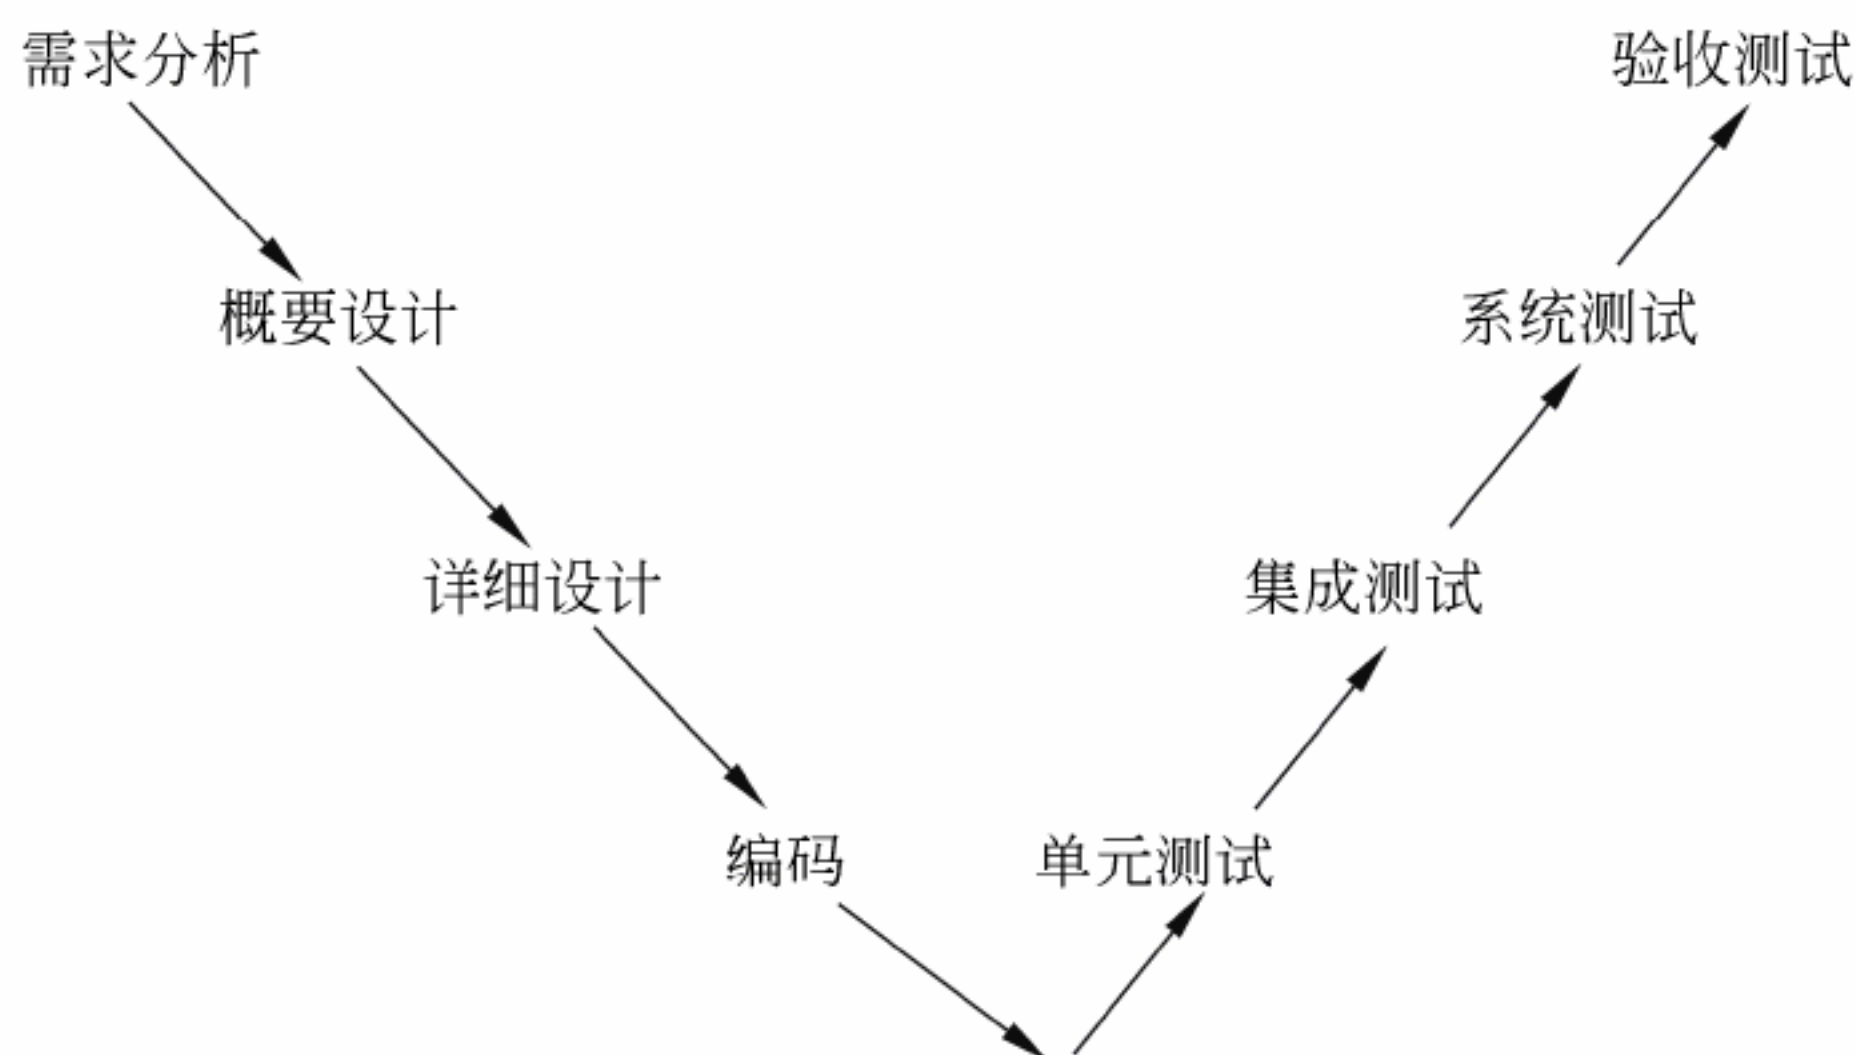 需求分析
验收测试
概要设计
系统测试
详细设计
集成测试
编码
单元测试